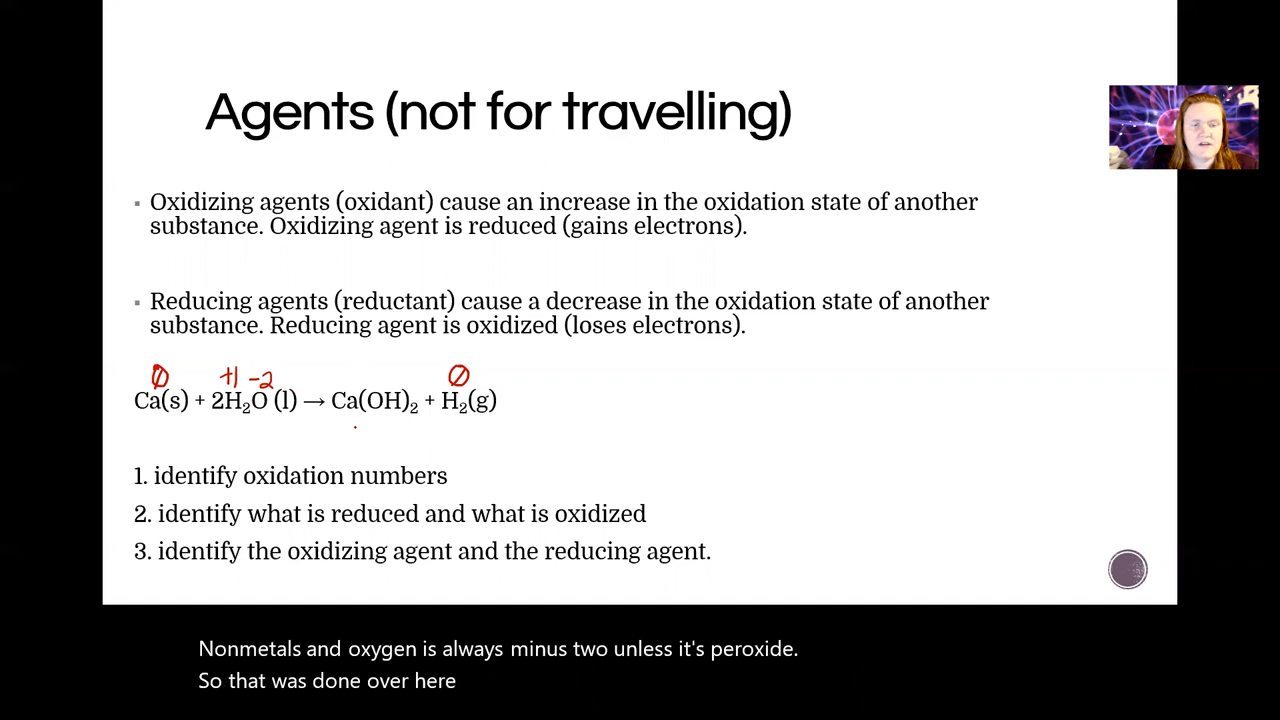 Agents (not for travelling)
▪ Oxidizing agents (oxidant) cause an increase in the oxidation state of another
substance. Oxidizing agent is reduced (gains electrons).
▪ Reducing agents (reductant) cause a decrease in the oxidation state of another
substance. Reducing agent is oxidized (loses electrons).
0 +1 -2 0
Ca(s) + 2H₂O (l) → Ca(OH)₂ + H₂(g)
1. identify oxidation numbers
2. identify what is reduced and what is oxidized
3. identify the oxidizing agent and the reducing agent.
Nonmetals and oxygen is always minus two unless it's peroxide.
So that was done over here